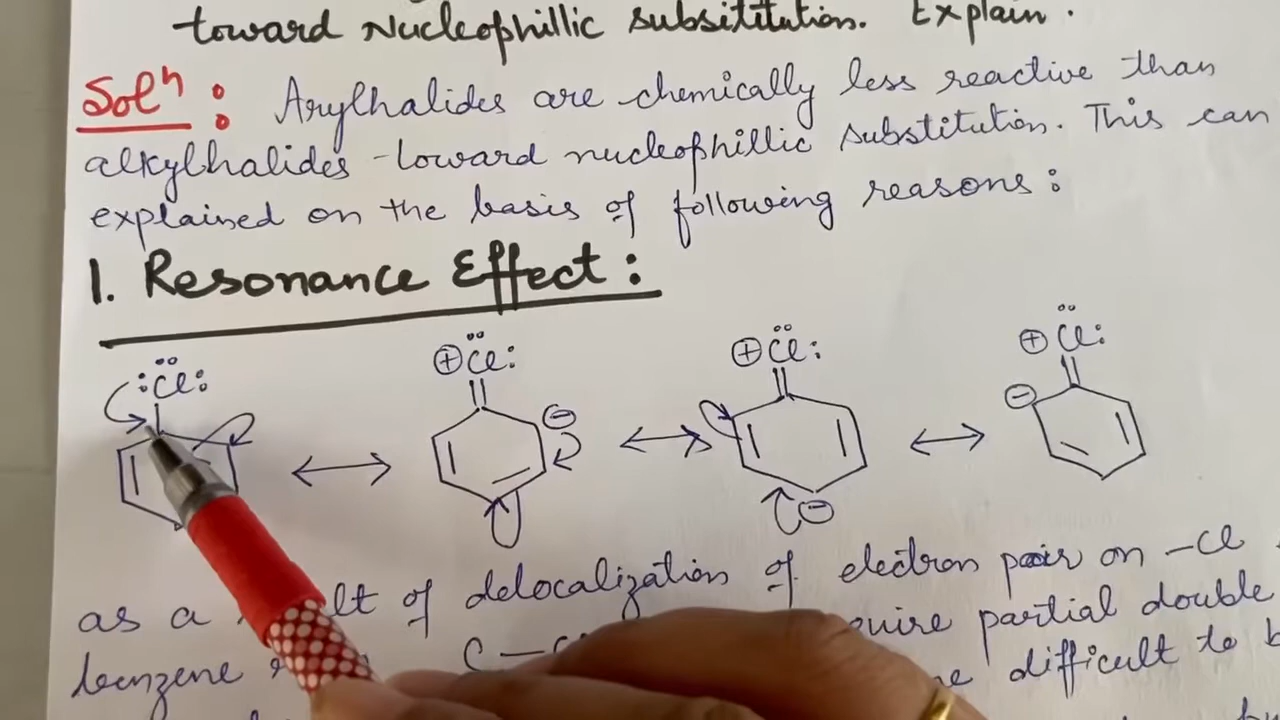 toward Nucleophillic subsititution. Explain.
Solⁿ : Arylhalides are chemically less reactive than
alkylhalides toward nucleophillic substitution. This can
explained on the basis of following reasons:
1. Resonance Effect:
:Cl: ⊕ Cl: ⊕ Cl: ⊕ Cl:
⊖ ⊖ ⊖
as a of delocalization of electron pair on -Cl
benzene C- partial double
difficult to